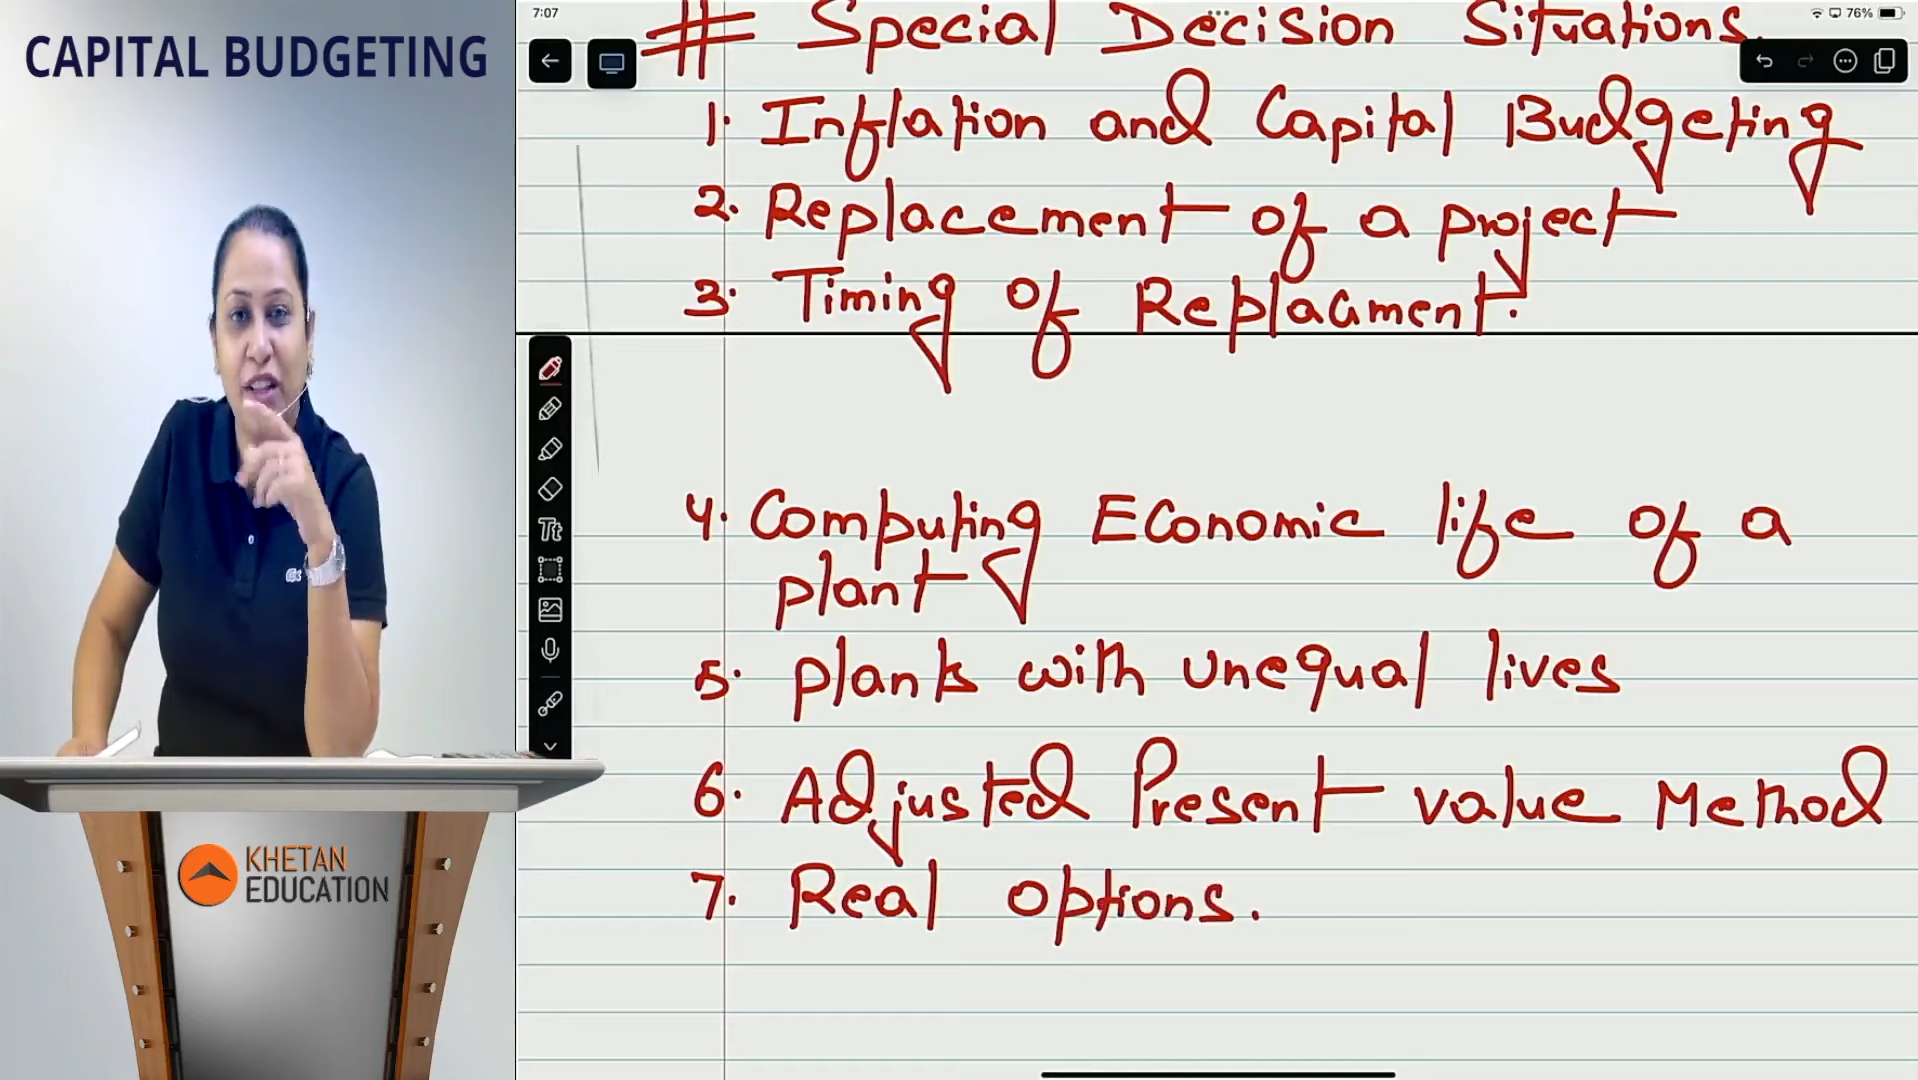 CAPITAL BUDGETING
7:07
76%
# Special Decision Situations.
1. Inflation and Capital Budgeting
2. Replacement of a project
3. Timing of Replacment.
4. Computing Economic life of a
plant
5. plants with unequal lives
6. Adjusted Present value Method
7. Real options.
Tt
KHETAN
EDUCATION